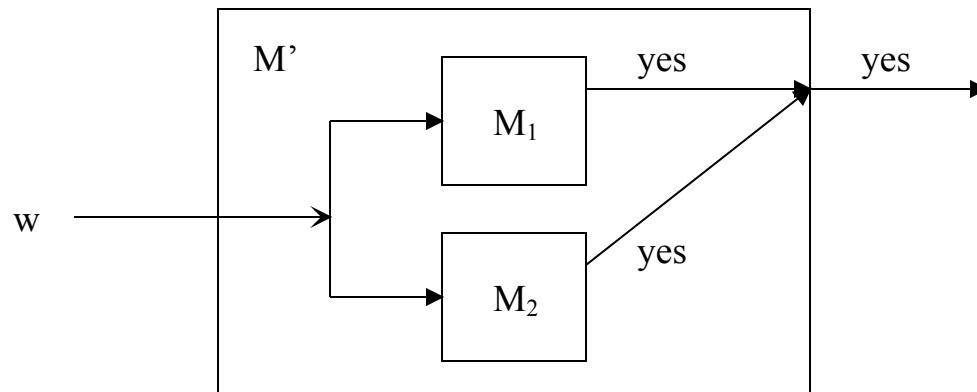 M’
yes
yes
M₁
w
yes
M₂